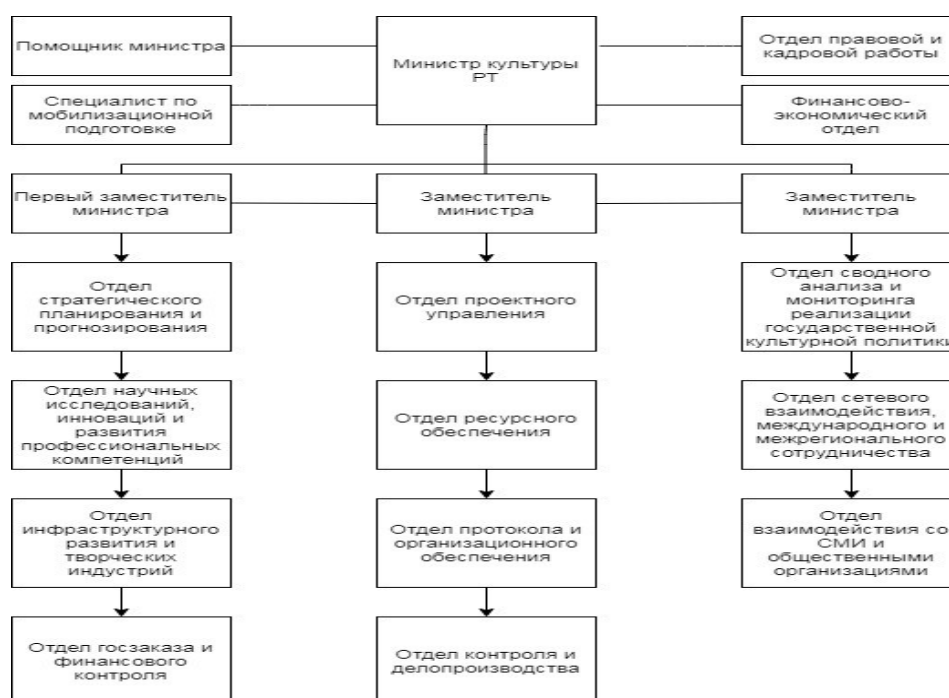 Помощник министра
Министр культуры
РТ
Отдел правовой и
кадровой работы
Специалист по
мобилизационной
подготовке
Финансово-
экономический
отдел
Первый заместитель
министра
Заместитель
министра
Заместитель
министра
Отдел
стратегического
планирования и
прогнозирования
Отдел проектного
управления
Отдел сводного
анализа и
мониторинга
реализации
государственной
культурной политики
Отдел научных
исследований,
инноваций и
развития
профессиональных
компетенций
Отдел ресурсного
обеспечения
Отдел сетевого
взаимодействия,
международного и
межрегионального
сотрудничества
Отдел
инфраструктурного
развития и
творческих
индустрий
Отдел протокола и
организационного
обеспечения
Отдел
взаимодействия со
СМИ и
общественными
организациями
Отдел госзаказа и
финансового
контроля
Отдел контроля и
делопроизводства